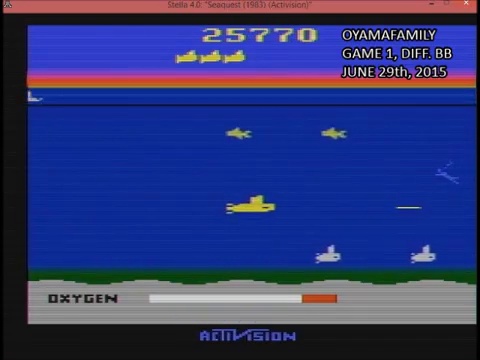 Stella 4.0: "Seaquest (1983) (Activision)"
25770
OYAMAFAMILY
GAME 1, DIFF. BB
JUNE 29th, 2015
OXYGEN
ACTIVISION